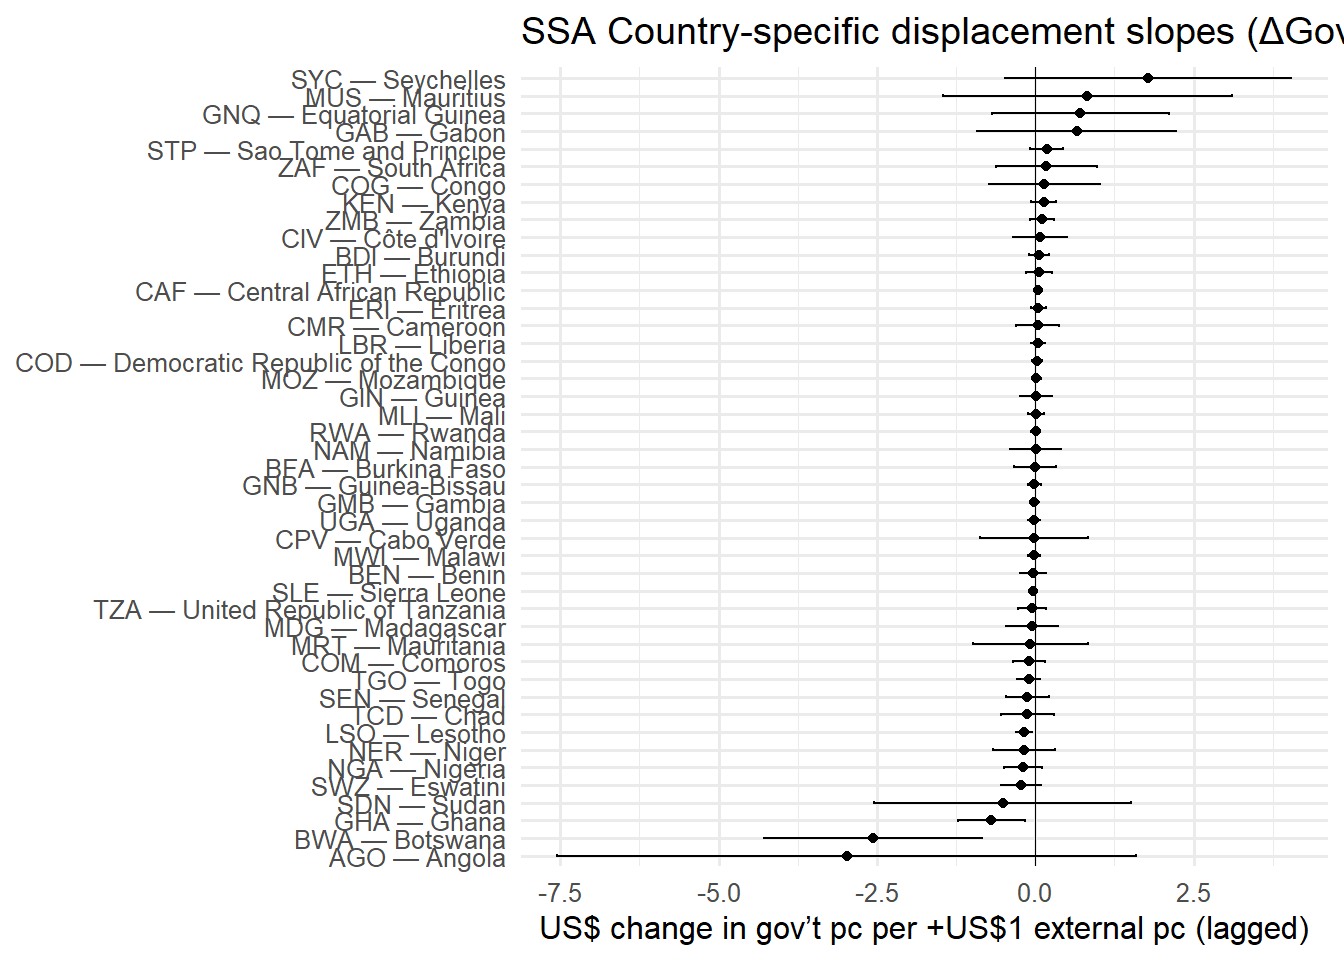 SSA Country-specific displacement slopes (ΔGov
SYC — Seychelles
MUS — Mauritius
GNQ — Equatorial Guinea
GAB — Gabon
STP — Sao Tome and Principe
ZAF — South Africa
COG — Congo
KEN — Kenya
ZMB — Zambia
CIV — Côte d'Ivoire
BDI — Burundi
ETH — Ethiopia
CAF — Central African Republic
ERI — Eritrea
CMR — Cameroon
LBR — Liberia
COD — Democratic Republic of the Congo
MOZ — Mozambique
GIN — Guinea
MLI — Mali
RWA — Rwanda
NAM — Namibia
BFA — Burkina Faso
GNB — Guinea-Bissau
GMB — Gambia
UGA — Uganda
CPV — Cabo Verde
MWI — Malawi
BEN — Benin
SLE — Sierra Leone
TZA — United Republic of Tanzania
MDG — Madagascar
MRT — Mauritania
COM — Comoros
TGO — Togo
SEN — Senegal
TCD — Chad
LSO — Lesotho
NER — Niger
NGA — Nigeria
SWZ — Eswatini
SDN — Sudan
GHA — Ghana
BWA — Botswana
AGO — Angola
-7.5 -5.0 -2.5 0.0 2.5
US$ change in gov’t pc per +US$1 external pc (lagged)